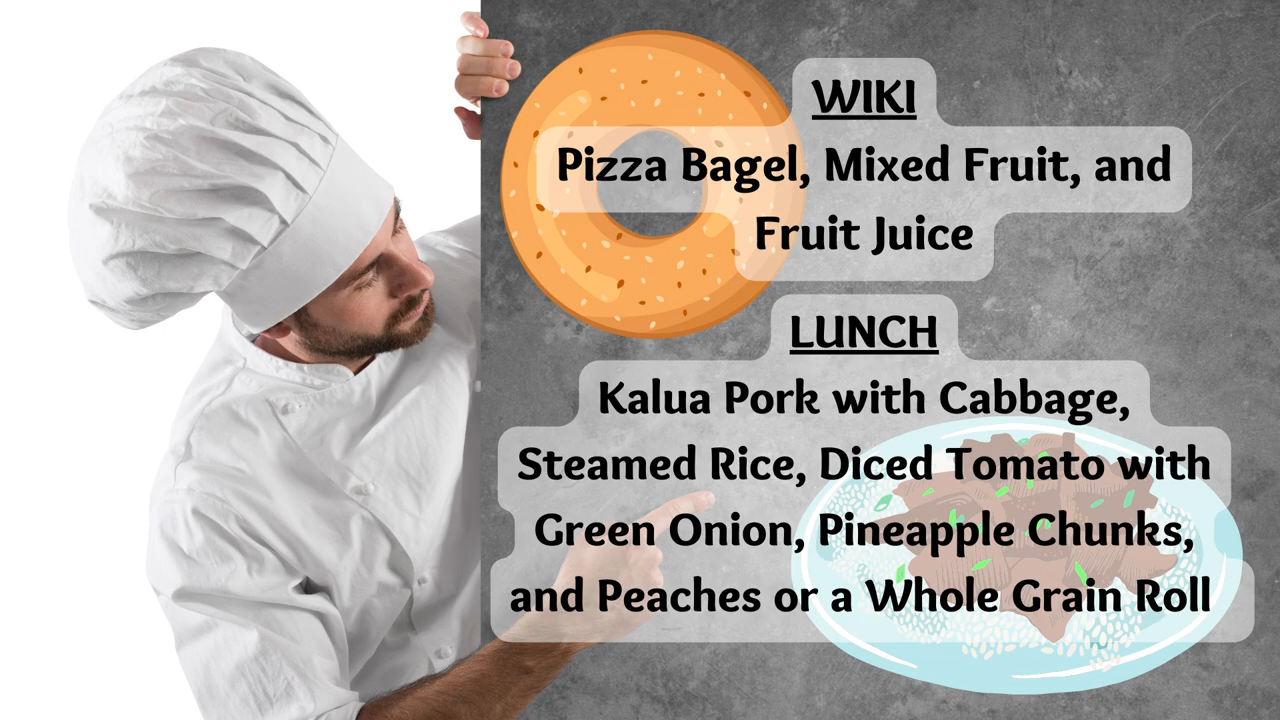 WIKI
Pizza Bagel, Mixed Fruit, and
Fruit Juice
LUNCH
Kalua Pork with Cabbage,
Steamed Rice, Diced Tomato with
Green Onion, Pineapple Chunks,
and Peaches or a Whole Grain Roll